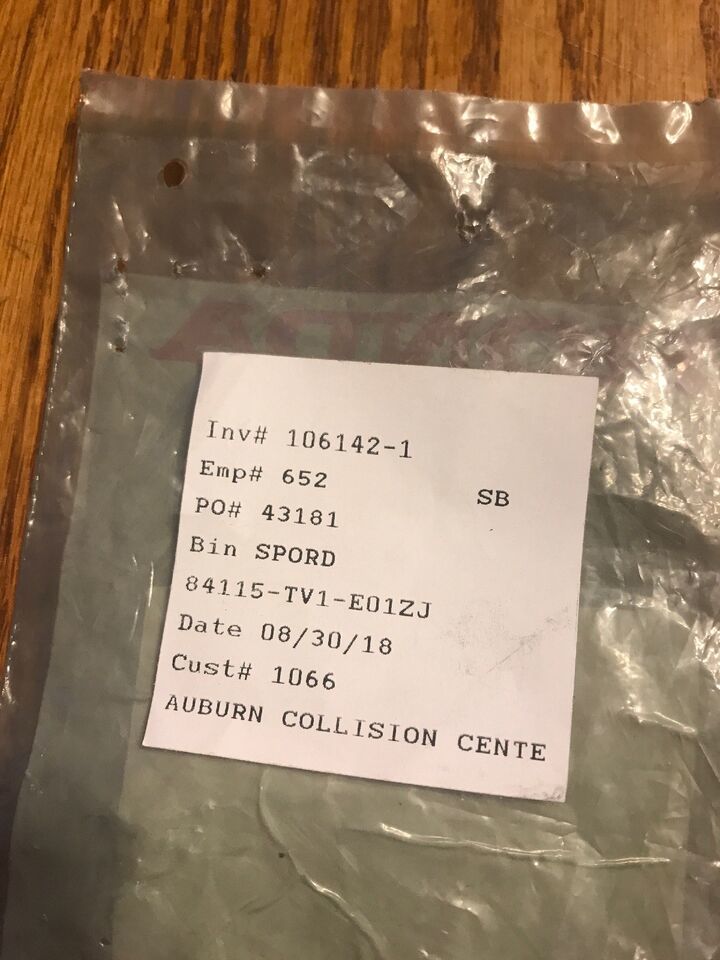 Inv# 106142-1
Emp# 652
SB
PO# 43181
Bin SPORD
84115-TV1-E01ZJ
Date 08/30/18
Cust# 1066
AUBURN COLLISION CENTE